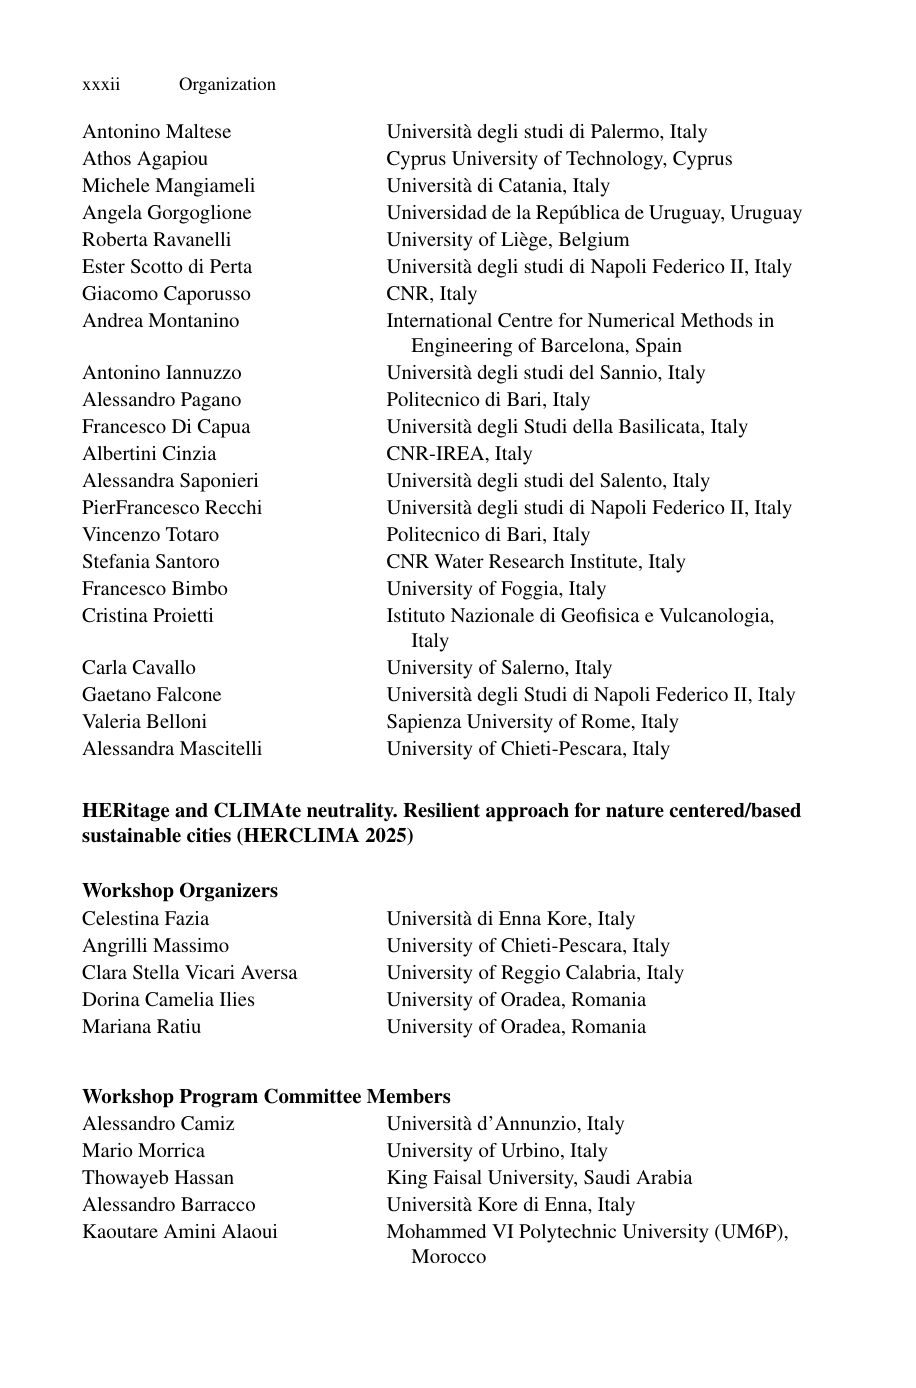 xxxii Organization
Antonino Maltese Università degli studi di Palermo, Italy
Athos Agapiou Cyprus University of Technology, Cyprus
Michele Mangiameli Università di Catania, Italy
Angela Gorgoglione Universidad de la República de Uruguay, Uruguay
Roberta Ravanelli University of Liège, Belgium
Ester Scotto di Perta Università degli studi di Napoli Federico II, Italy
Giacomo Caporusso CNR, Italy
Andrea Montanino International Centre for Numerical Methods in
Engineering of Barcelona, Spain
Antonino Iannuzzo Università degli studi del Sannio, Italy
Alessandro Pagano Politecnico di Bari, Italy
Francesco Di Capua Università degli Studi della Basilicata, Italy
Albertini Cinzia CNR-IREA, Italy
Alessandra Saponieri Università degli studi del Salento, Italy
PierFrancesco Recchi Università degli studi di Napoli Federico II, Italy
Vincenzo Totaro Politecnico di Bari, Italy
Stefania Santoro CNR Water Research Institute, Italy
Francesco Bimbo University of Foggia, Italy
Cristina Proietti Istituto Nazionale di Geofisica e Vulcanologia,
Italy
Carla Cavallo University of Salerno, Italy
Gaetano Falcone Università degli Studi di Napoli Federico II, Italy
Valeria Belloni Sapienza University of Rome, Italy
Alessandra Mascitelli University of Chieti-Pescara, Italy
HERitage and CLIMAte neutrality. Resilient approach for nature centered/based
sustainable cities (HERCLIMA 2025)
Workshop Organizers
Celestina Fazia Università di Enna Kore, Italy
Angrilli Massimo University of Chieti-Pescara, Italy
Clara Stella Vicari Aversa University of Reggio Calabria, Italy
Dorina Camelia Ilies University of Oradea, Romania
Mariana Ratiu University of Oradea, Romania
Workshop Program Committee Members
Alessandro Camiz Università d’Annunzio, Italy
Mario Morrica University of Urbino, Italy
Thowayeb Hassan King Faisal University, Saudi Arabia
Alessandro Barracco Università Kore di Enna, Italy
Kaoutare Amini Alaoui Mohammed VI Polytechnic University (UM6P),
Morocco